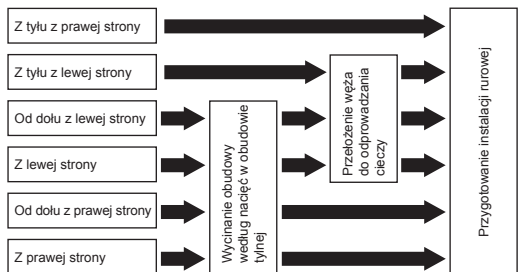 Z tyłu z prawej strony
Z tyłu z lewej strony
Od dołu z lewej strony
Z lewej strony
Od dołu z prawej strony
Z prawej strony
Wycinanie obudowy
według nacięć w obudowie
tylnej
Przełożenie węża
do odprowadzania
cieczy
Przygotowanie instalacji rurowej